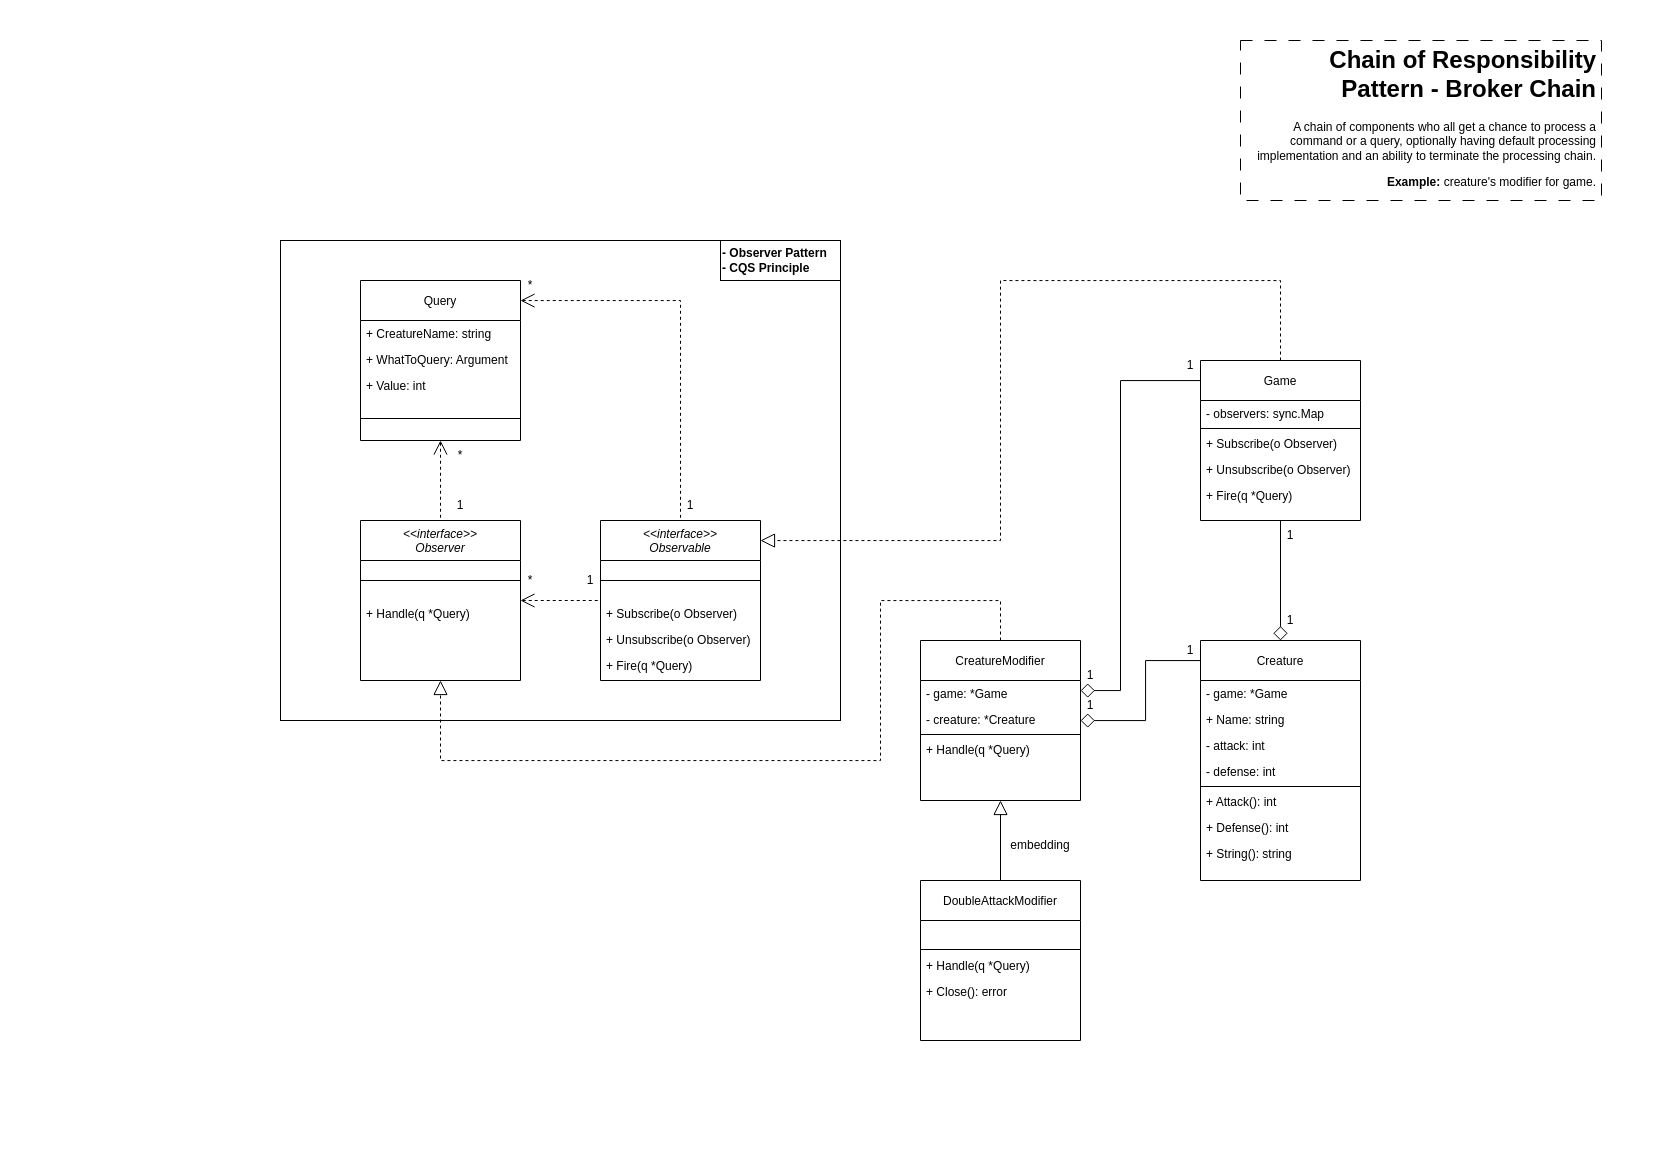 Chain of Responsibility
Pattern - Broker Chain
A chain of components who all get a chance to process a
command or a query, optionally having default processing
implementation and an ability to terminate the processing chain.
Example: creature's modifier for game.
- Observer Pattern
- CQS Principle
Query
+ CreatureName: string
+ WhatToQuery: Argument
+ Value: int
*
*
1
1
<<interface>>
Observer
+ Handle(q *Query)
*
1
<<interface>>
Observable
+ Subscribe(o Observer)
+ Unsubscribe(o Observer)
+ Fire(q *Query)
1
Game
- observers: sync.Map
+ Subscribe(o Observer)
+ Unsubscribe(o Observer)
+ Fire(q *Query)
1
1
CreatureModifier
- game: *Game
- creature: *Creature
+ Handle(q *Query)
1
1
1
Creature
- game: *Game
+ Name: string
- attack: int
- defense: int
+ Attack(): int
+ Defense(): int
+ String(): string
embedding
DoubleAttackModifier
+ Handle(q *Query)
+ Close(): error